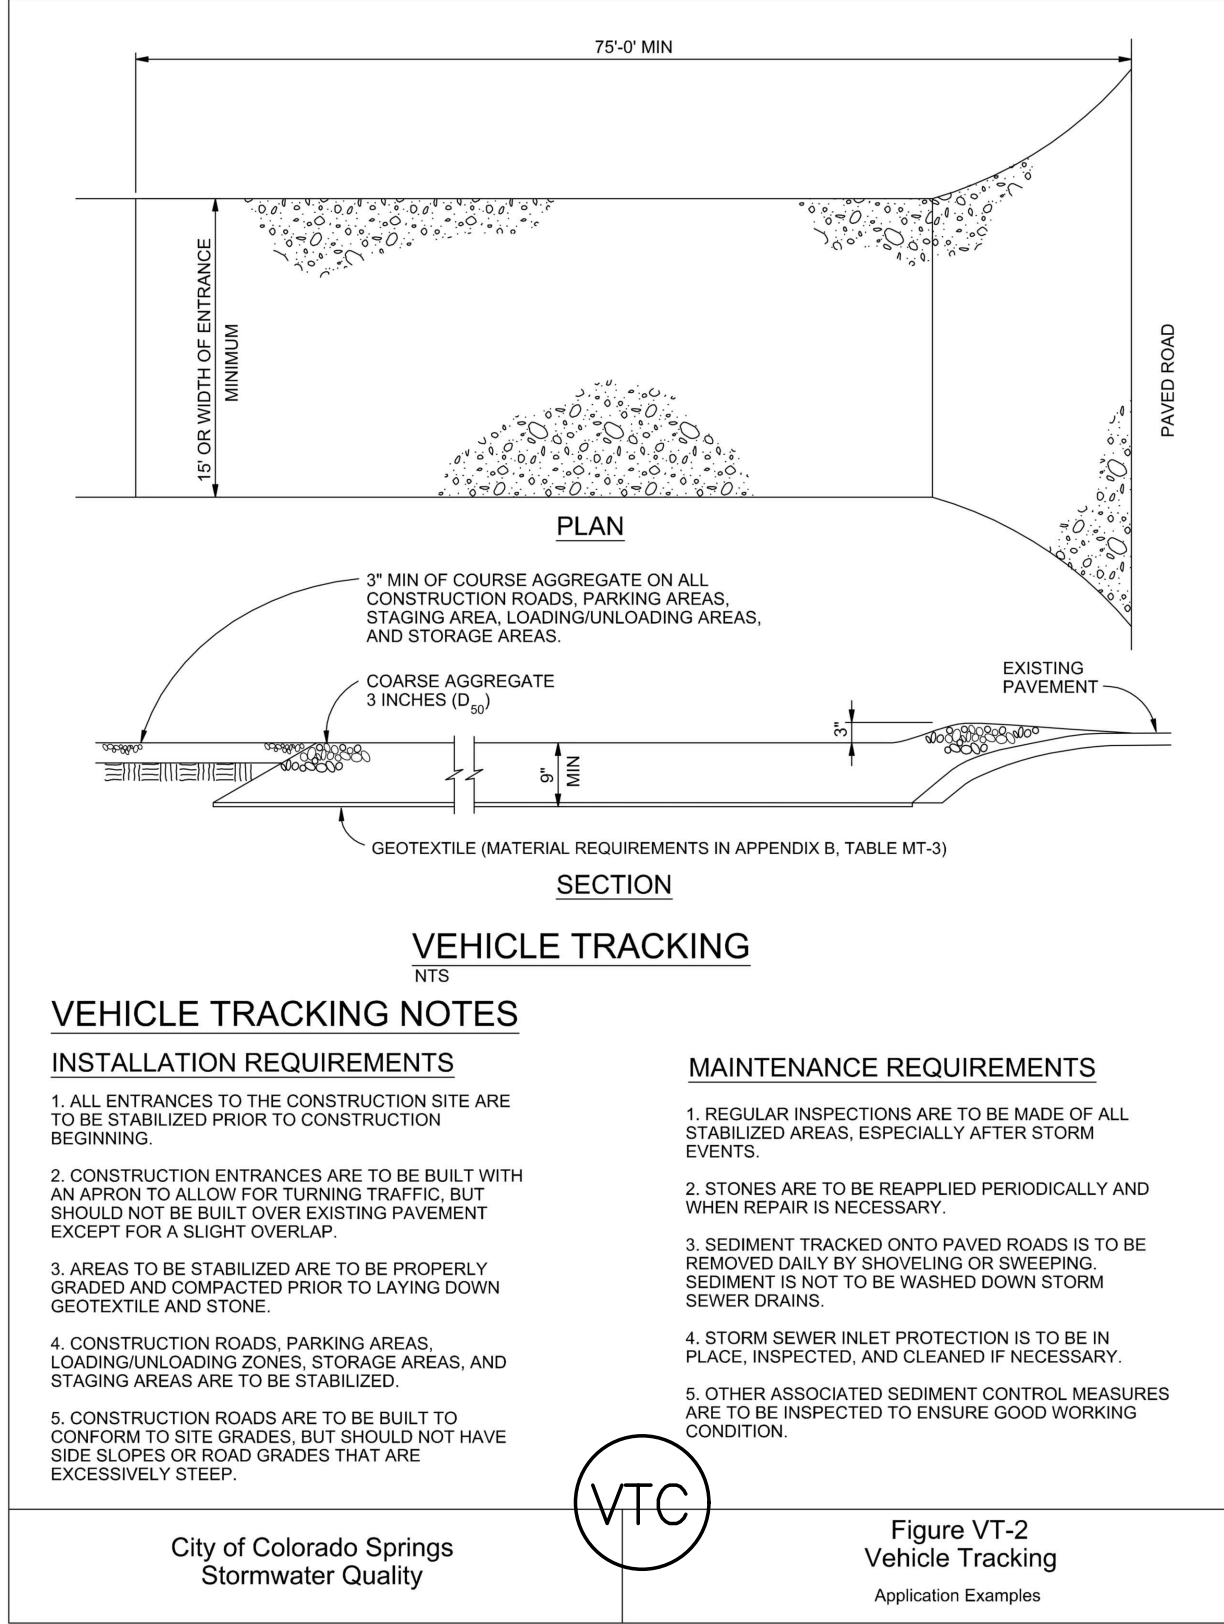 75'-0' MIN
15' OR WIDTH OF ENTRANCE
MINIMUM
PAVED ROAD
PLAN
3" MIN OF COURSE AGGREGATE ON ALL
CONSTRUCTION ROADS, PARKING AREAS,
STAGING AREA, LOADING/UNLOADING AREAS,
AND STORAGE AREAS.
COARSE AGGREGATE
3 INCHES (D50)
EXISTING
PAVEMENT
3"
9"
MIN
GEOTEXTILE (MATERIAL REQUIREMENTS IN APPENDIX B, TABLE MT-3)
SECTION
VEHICLE TRACKING
NTS
VEHICLE TRACKING NOTES
INSTALLATION REQUIREMENTS
1. ALL ENTRANCES TO THE CONSTRUCTION SITE ARE
TO BE STABILIZED PRIOR TO CONSTRUCTION
BEGINNING.
2. CONSTRUCTION ENTRANCES ARE TO BE BUILT WITH
AN APRON TO ALLOW FOR TURNING TRAFFIC, BUT
SHOULD NOT BE BUILT OVER EXISTING PAVEMENT
EXCEPT FOR A SLIGHT OVERLAP.
3. AREAS TO BE STABILIZED ARE TO BE PROPERLY
GRADED AND COMPACTED PRIOR TO LAYING DOWN
GEOTEXTILE AND STONE.
4. CONSTRUCTION ROADS, PARKING AREAS,
LOADING/UNLOADING ZONES, STORAGE AREAS, AND
STAGING AREAS ARE TO BE STABILIZED.
5. CONSTRUCTION ROADS ARE TO BE BUILT TO
CONFORM TO SITE GRADES, BUT SHOULD NOT HAVE
SIDE SLOPES OR ROAD GRADES THAT ARE
EXCESSIVELY STEEP.
MAINTENANCE REQUIREMENTS
1. REGULAR INSPECTIONS ARE TO BE MADE OF ALL
STABILIZED AREAS, ESPECIALLY AFTER STORM
EVENTS.
2. STONES ARE TO BE REAPPLIED PERIODICALLY AND
WHEN REPAIR IS NECESSARY.
3. SEDIMENT TRACKED ONTO PAVED ROADS IS TO BE
REMOVED DAILY BY SHOVELING OR SWEEPING.
SEDIMENT IS NOT TO BE WASHED DOWN STORM
SEWER DRAINS.
4. STORM SEWER INLET PROTECTION IS TO BE IN
PLACE, INSPECTED, AND CLEANED IF NECESSARY.
5. OTHER ASSOCIATED SEDIMENT CONTROL MEASURES
ARE TO BE INSPECTED TO ENSURE GOOD WORKING
CONDITION.
VTC
City of Colorado Springs
Stormwater Quality
Figure VT-2
Vehicle Tracking
Application Examples